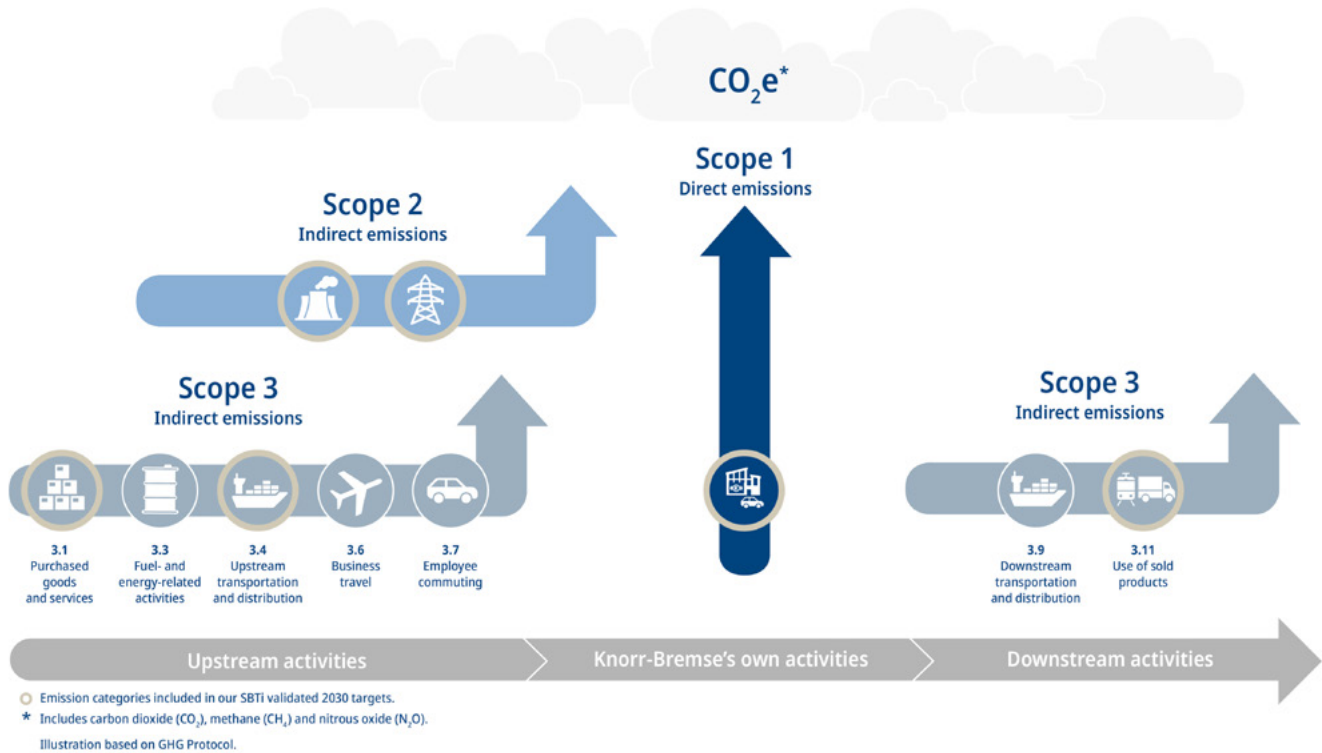 CO₂e*
Scope 1
Direct emissions
Scope 2
Indirect emissions
Scope 3
Indirect emissions
Scope 3
Indirect emissions
3.1
Purchased
goods
and services
3.3
Fuel- and
energy-related
activities
3.4
Upstream
transportation
and distribution
3.6
Business
travel
3.7
Employee
commuting
3.9
Downstream
transportation
and distribution
3.11
Use of sold
products
Upstream activities
Knorr-Bremse's own activities
Downstream activities
Emission categories included in our SBTi validated 2030 targets.
* Includes carbon dioxide (CO₂), methane (CH₄) and nitrous oxide (N₂O).
Illustration based on GHG Protocol.